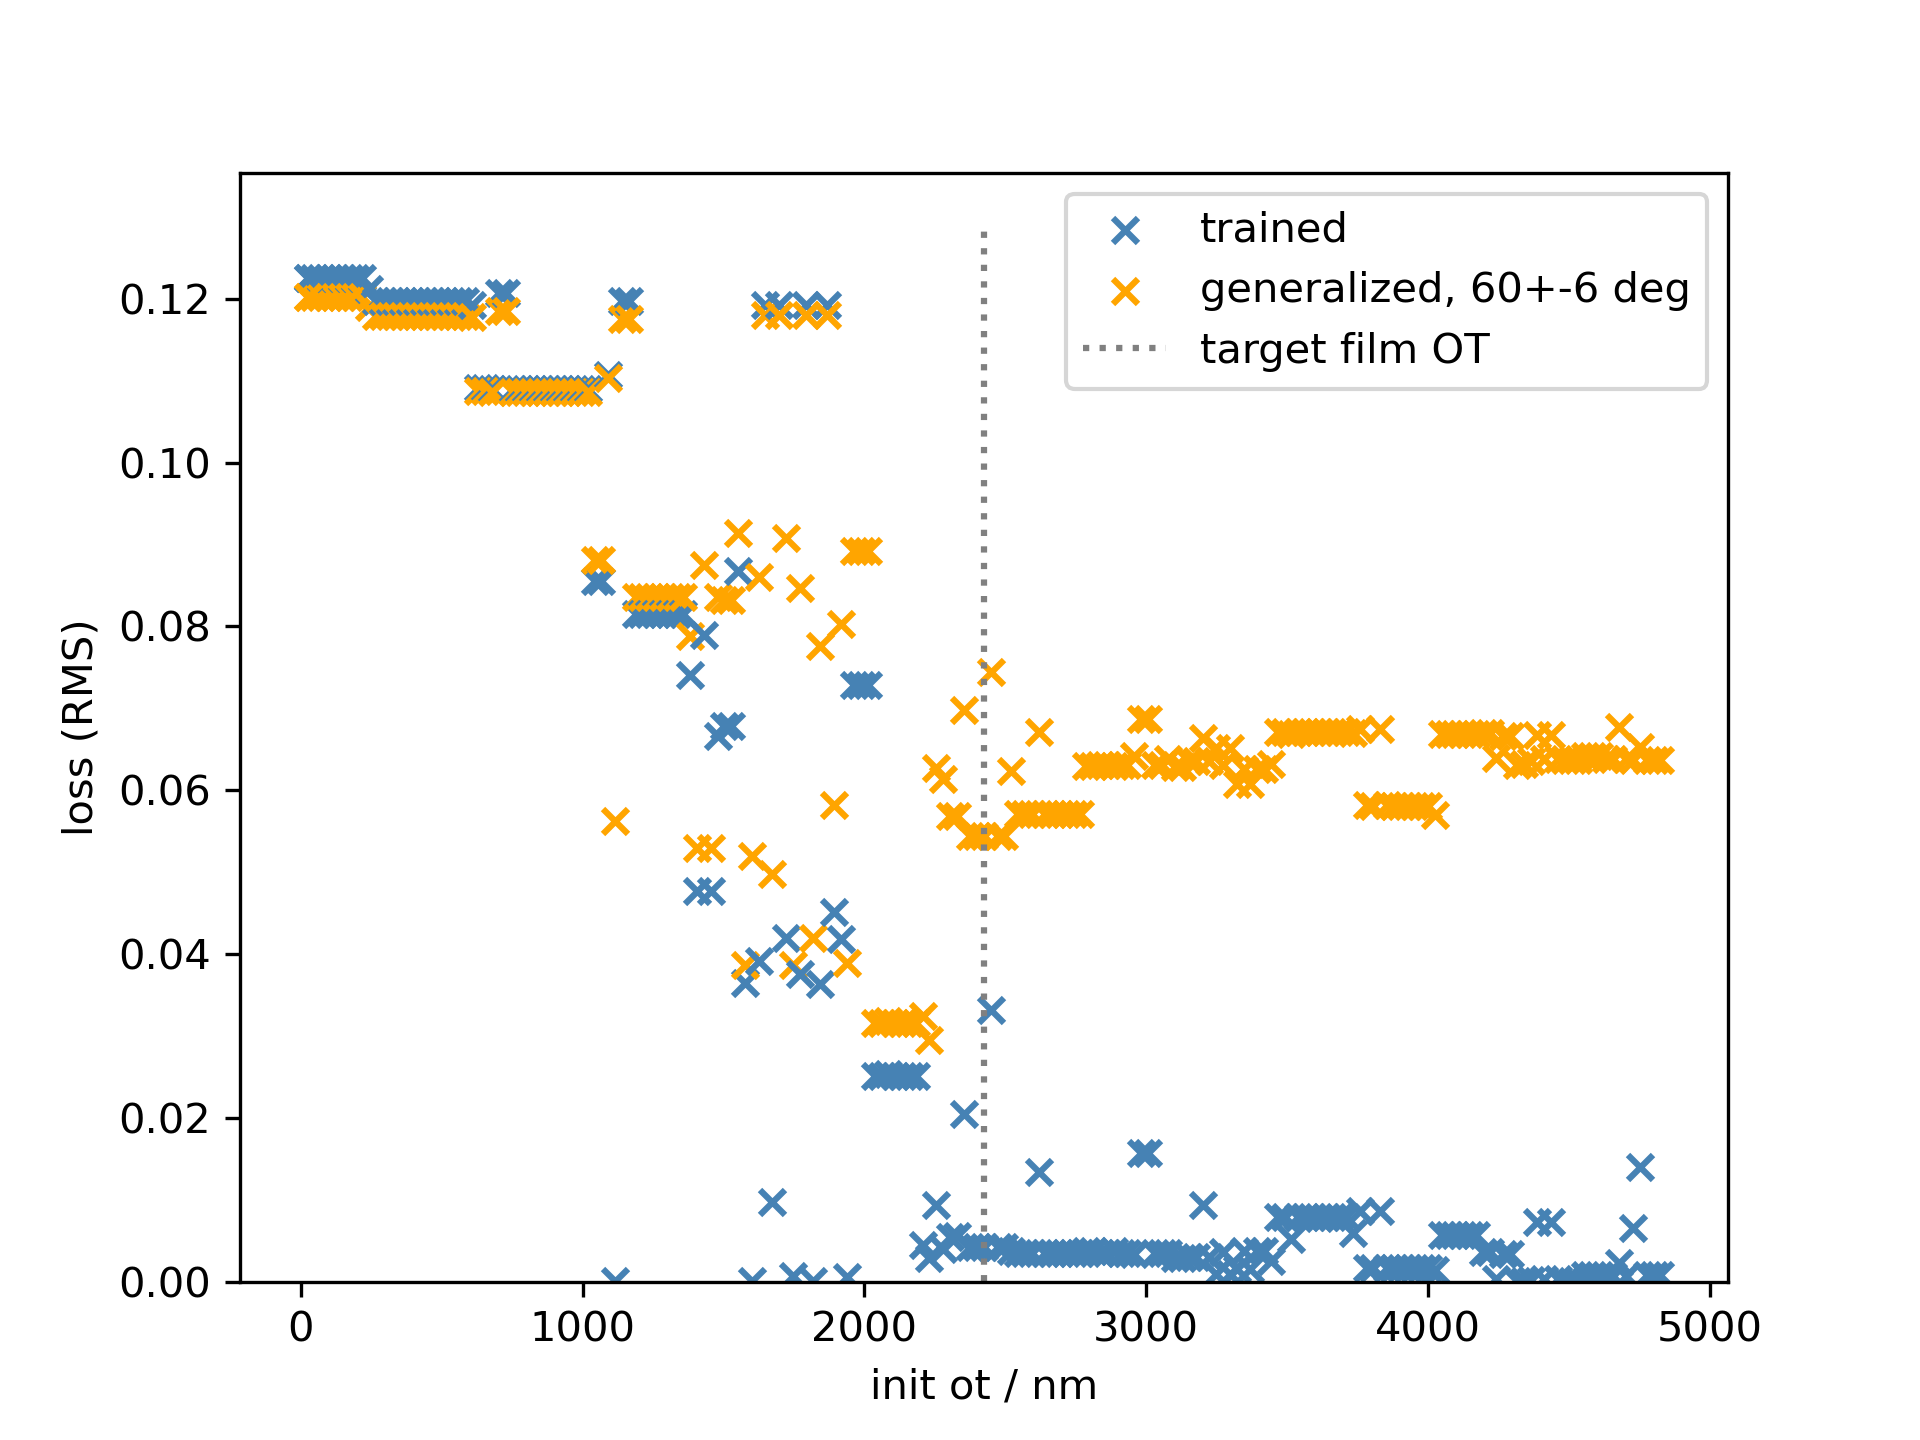 trained
generalized, 60+-6 deg
target film OT
loss (RMS)
0.12
0.10
0.08
0.06
0.04
0.02
0.00
0 1000 2000 3000 4000 5000
init ot / nm